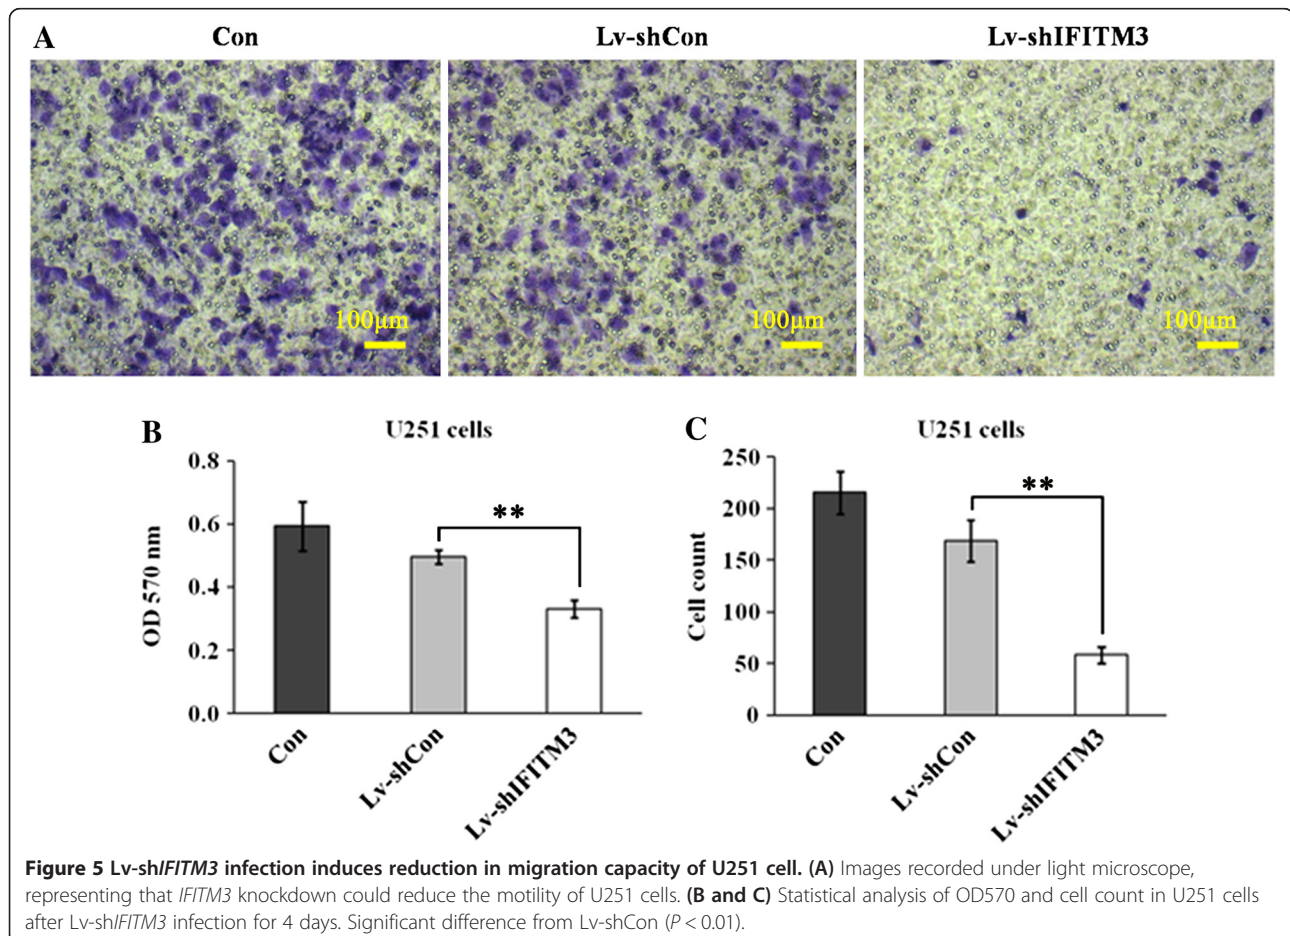 A
Con
Lv-shCon
Lv-shIFITM3
100µm
100µm
100µm
B
U251 cells
OD 570 nm
0.8
0.6
0.4
0.2
0.0
**
Con
Lv-shCon
Lv-shIFITM3
C
U251 cells
Cell count
250
200
150
100
50
0
**
Con
Lv-shCon
Lv-shIFITM3
Figure 5 Lv-shIFITM3 infection induces reduction in migration capacity of U251 cell. (A) Images recorded under light microscope,
representing that IFITM3 knockdown could reduce the motility of U251 cells. (B and C) Statistical analysis of OD570 and cell count in U251 cells
after Lv-shIFITM3 infection for 4 days. Significant difference from Lv-shCon (P < 0.01).